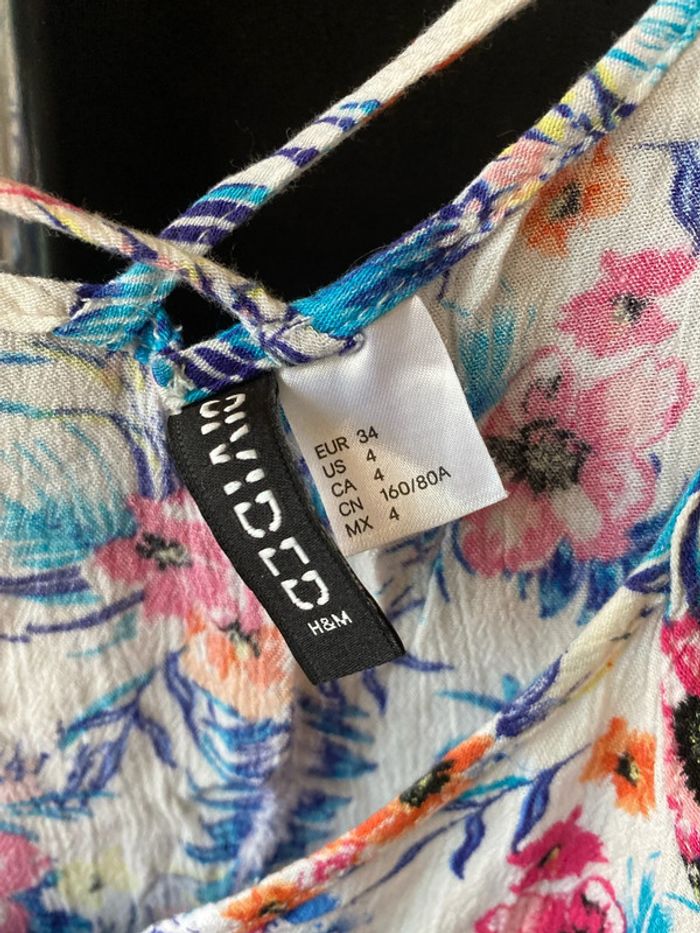 DIVIDED
H&M
EUR 34
US 4
CA 4
CN 160/80A
MX 4